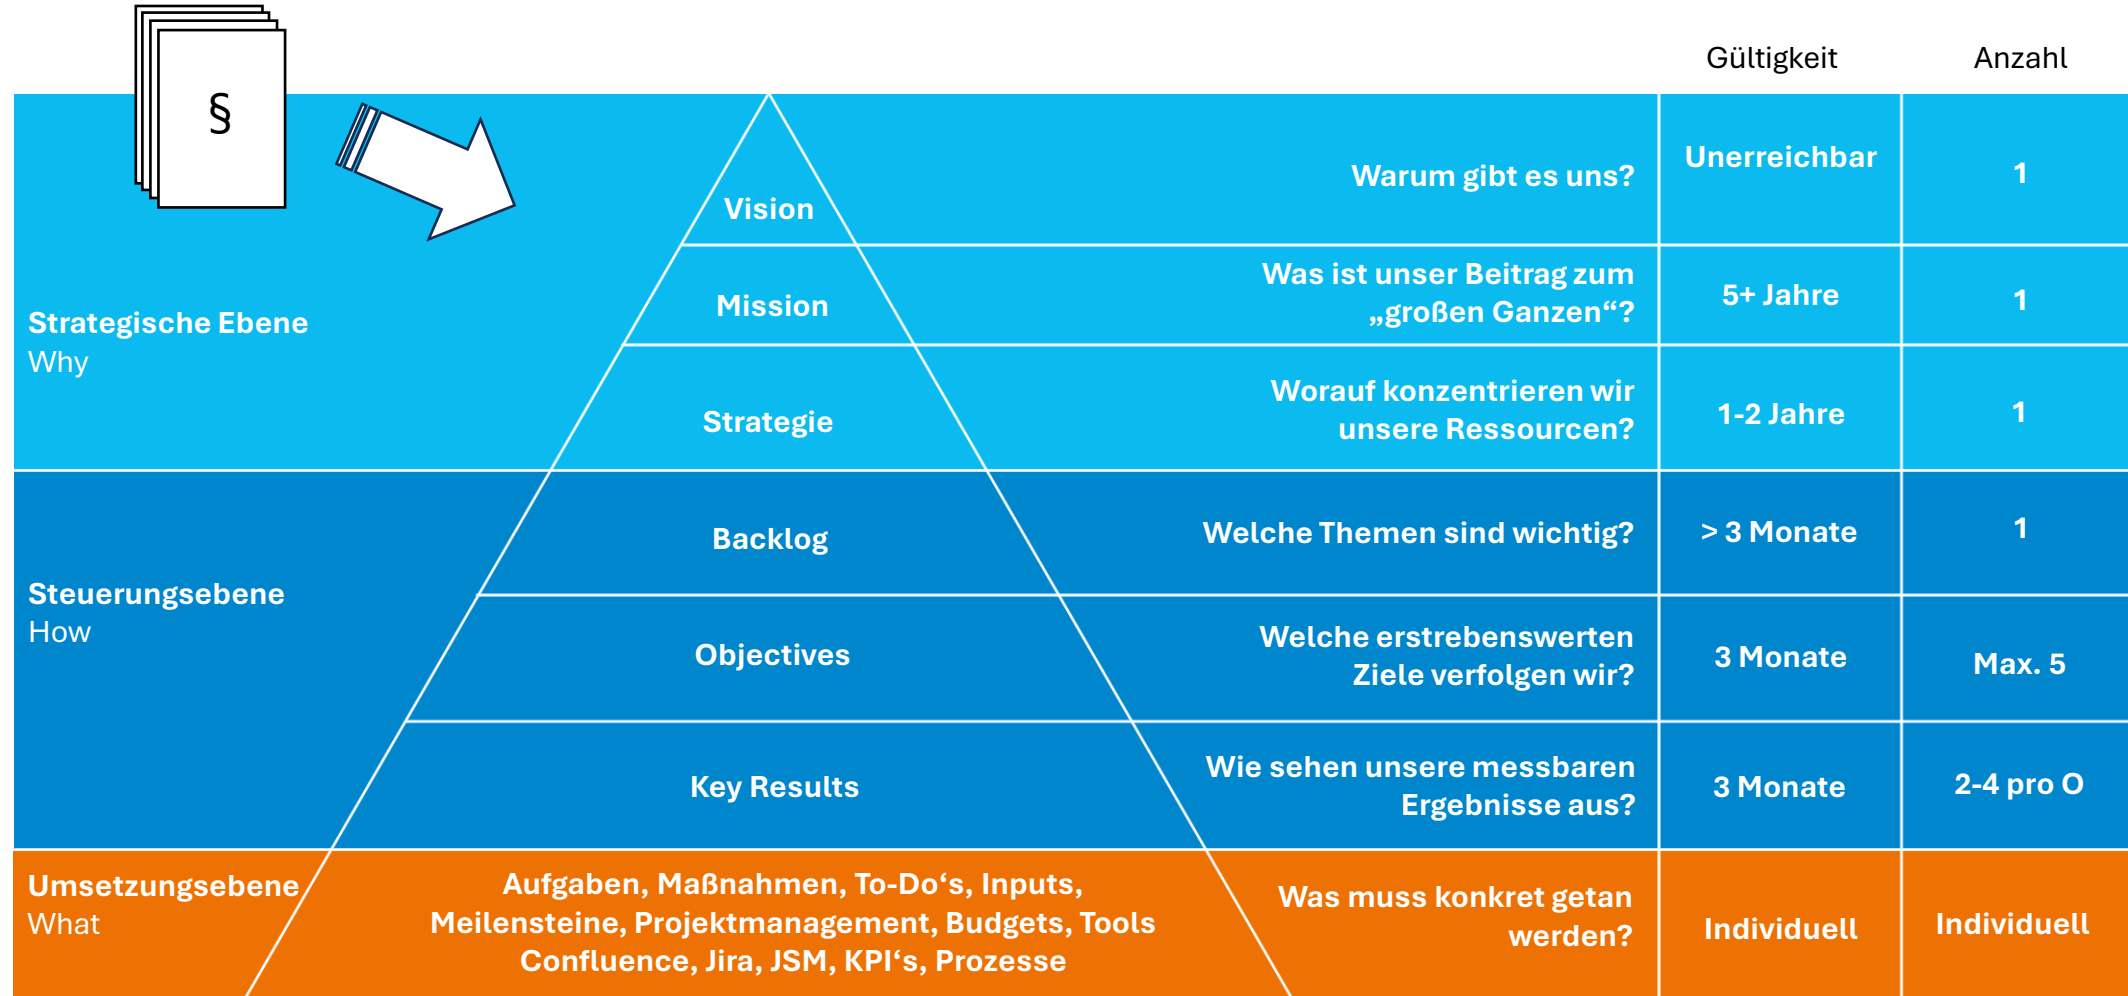 Gültigkeit
Anzahl
§
Strategische Ebene
Why
Vision
Warum gibt es uns?
Unerreichbar
1
Mission
Was ist unser Beitrag zum
„großen Ganzen“?
5+ Jahre
1
Strategie
Worauf konzentrieren wir
unsere Ressourcen?
1-2 Jahre
1
Steuerungsebene
How
Backlog
Welche Themen sind wichtig?
> 3 Monate
1
Objectives
Welche erstrebenswerten
Ziele verfolgen wir?
3 Monate
Max. 5
Key Results
Wie sehen unsere messbaren
Ergebnisse aus?
3 Monate
2-4 pro O
Umsetzungsebene
What
Aufgaben, Maßnahmen, To-Do‘s, Inputs,
Meilensteine, Projektmanagement, Budgets, Tools
Confluence, Jira, JSM, KPI‘s, Prozesse
Was muss konkret getan
werden?
Individuell
Individuell